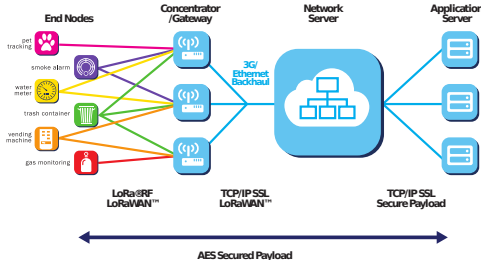 End Nodes
Concentrator
/Gateway
Network
Server
Application
Server
pet
tracking
smoke alarm
water
meter
trash container
vending
machine
gas monitoring
3G/
Ethernet
Backhaul
LoRa®RF
LoRaWAN™
TCP/IP SSL
LoRaWAN™
TCP/IP SSL
Secure Payload
AES Secured Payload